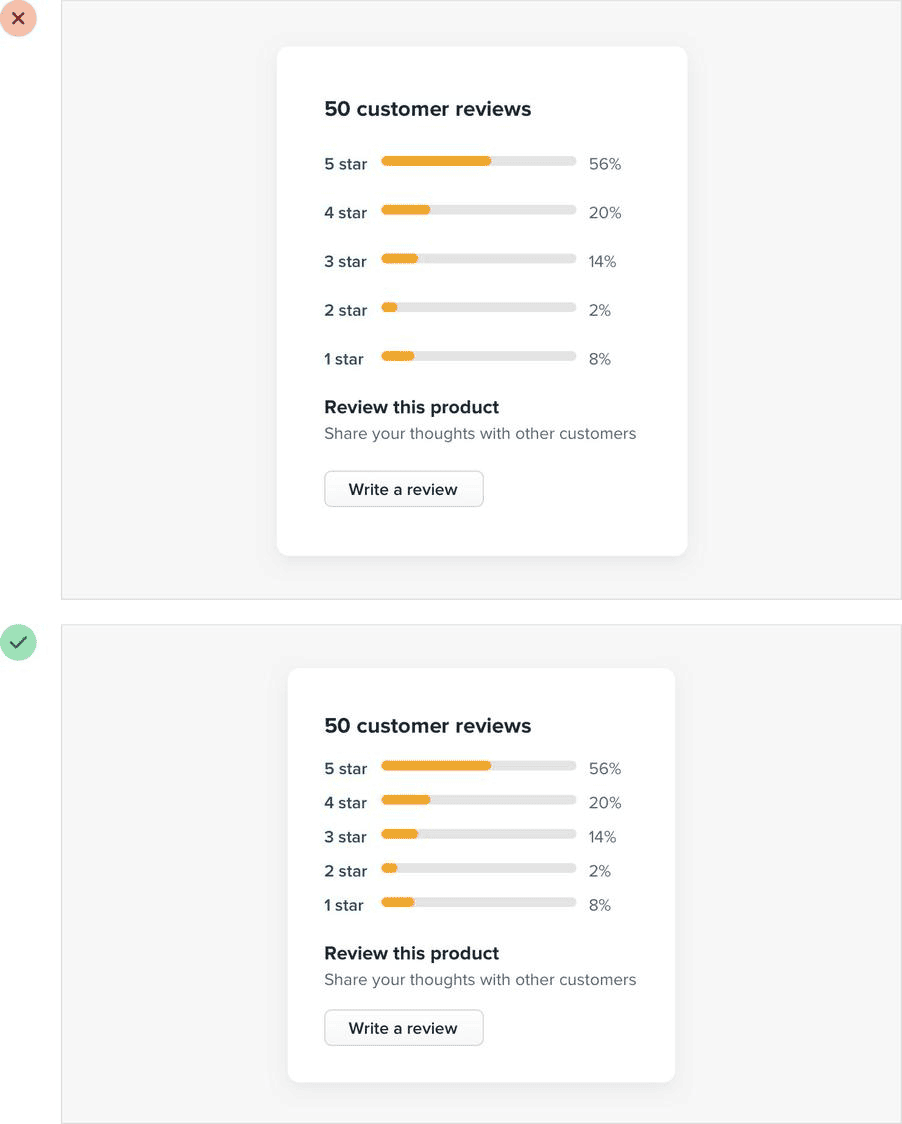 50 customer reviews
5 star 56%
4 star 20%
3 star 14%
2 star 2%
1 star 8%
Review this product
Share your thoughts with other customers
Write a review
50 customer reviews
5 star 56%
4 star 20%
3 star 14%
2 star 2%
1 star 8%
Review this product
Share your thoughts with other customers
Write a review